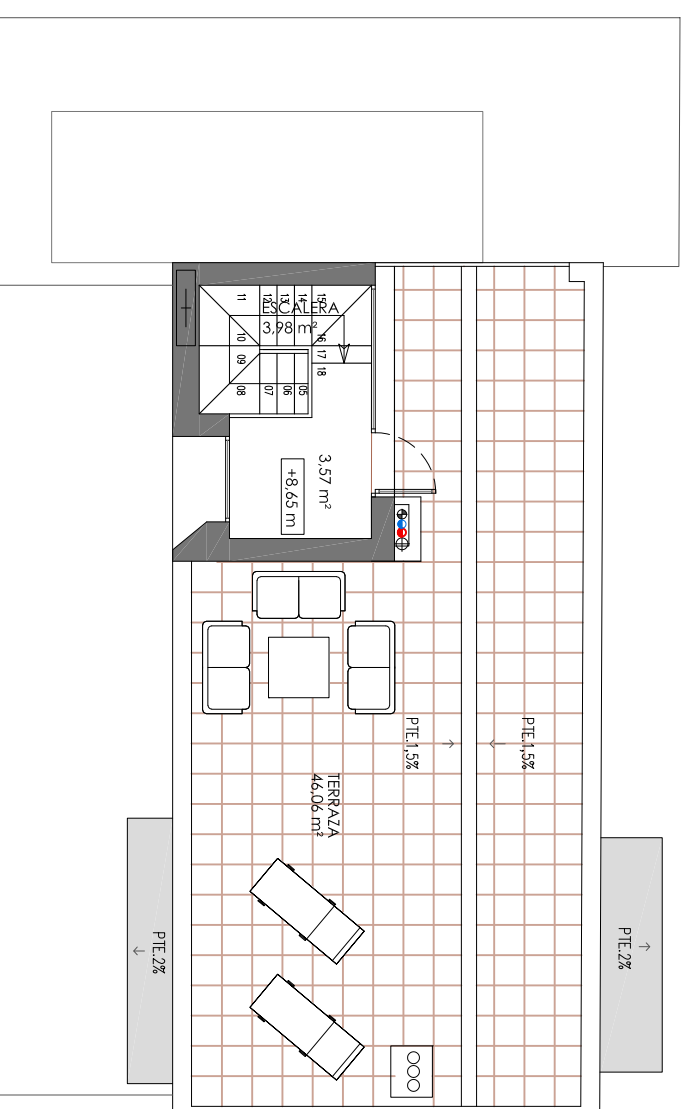 11
12
13
14
15
ESCALERA
3,98 m²
10
16
09
17
18
08
07
06
05
3,57 m²
+8,65 m
PTE.1,5%
PTE.1,5%
TERRAZA
46,06 m²
PTE.2%
PTE.2%